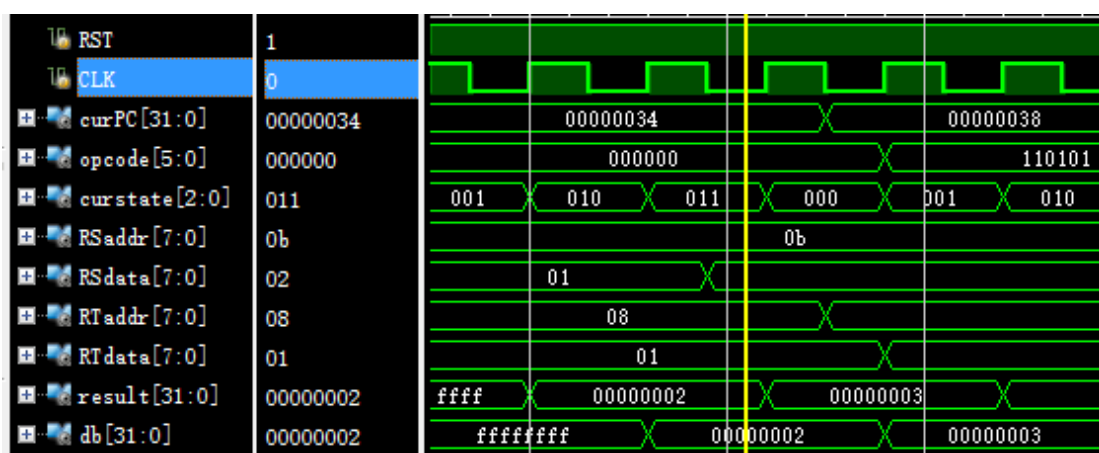 RST 1
CLK 0
curPC[31:0] 00000034 00000034 00000038
opcode[5:0] 000000 000000 110101
curstate[2:0] 011 001 010 011 000 001 010
RSaddr[7:0] 0b 0b
RSdata[7:0] 02 01
RTaddr[7:0] 08 08
RTdata[7:0] 01 01
result[31:0] 00000002 ffff 00000002 00000003
db[31:0] 00000002 ffffffff 00000002 00000003